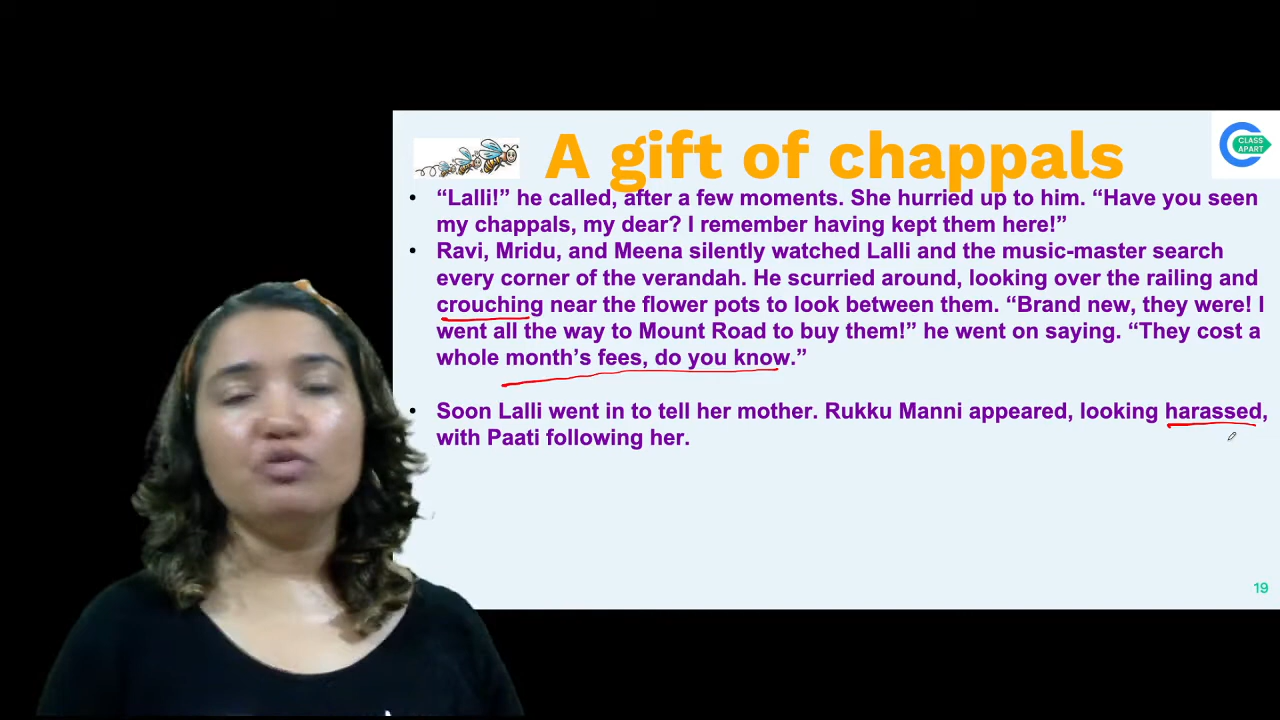 A gift of chappals
CLASS
APART
• “Lalli!” he called, after a few moments. She hurried up to him. “Have you seen
my chappals, my dear? I remember having kept them here!”
• Ravi, Mridu, and Meena silently watched Lalli and the music-master search
every corner of the verandah. He scurried around, looking over the railing and
crouching near the flower pots to look between them. “Brand new, they were! I
went all the way to Mount Road to buy them!” he went on saying. “They cost a
whole month’s fees, do you know.”
• Soon Lalli went in to tell her mother. Rukku Manni appeared, looking harassed,
with Paati following her.
19